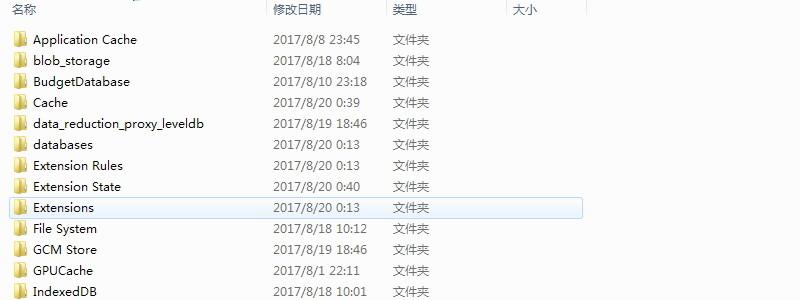 名称 修改日期 类型 大小
Application Cache 2017/8/8 23:45 文件夹
blob_storage 2017/8/18 8:04 文件夹
BudgetDatabase 2017/8/10 23:18 文件夹
Cache 2017/8/20 0:39 文件夹
data_reduction_proxy_leveldb 2017/8/19 18:46 文件夹
databases 2017/8/20 0:13 文件夹
Extension Rules 2017/8/20 0:13 文件夹
Extension State 2017/8/20 0:40 文件夹
Extensions 2017/8/20 0:13 文件夹
File System 2017/8/18 10:12 文件夹
GCM Store 2017/8/19 18:46 文件夹
GPUCache 2017/8/1 22:11 文件夹
IndexedDB 2017/8/18 10:01 文件夹